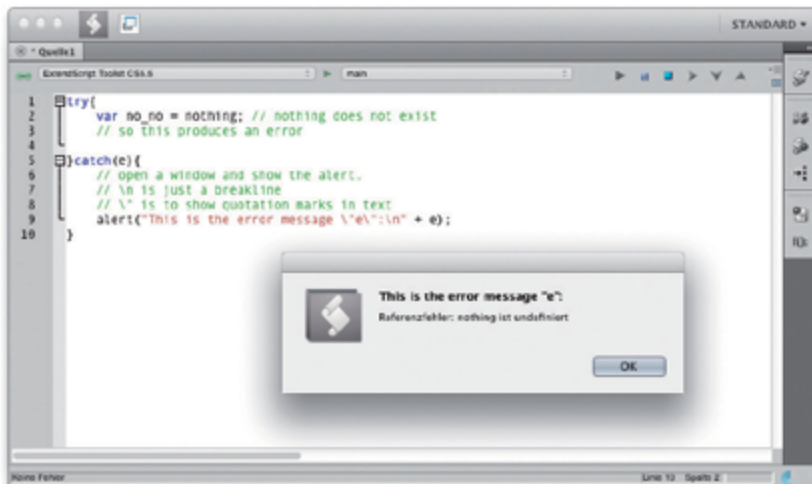 STANDARD
* Quelle1
ExtendScript Toolkit CS5.5
main
1 try{
2 var no_no = nothing; // nothing does not exist
3 // so this produces an error
4
5 }catch(e){
6 // open a window and show the alert.
7 // \n is just a breakline
8 // \" is to show quotation marks in text
9 alert("This is the error message \"e\":\n" + e);
10 }
This is the error message "e":
Referenzfehler: nothing ist undefiniert
OK
Keine Fehler
Linie 10 Spalte 2